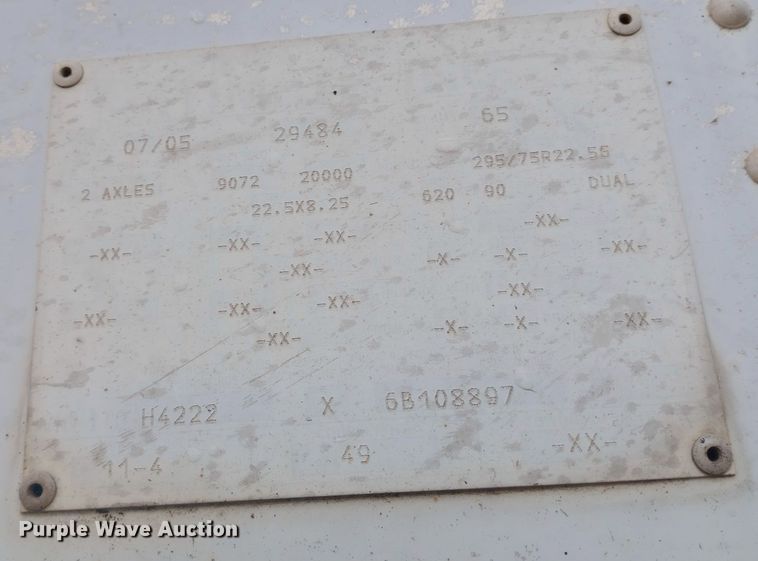 07/05 29484 65
295/75R22.5G
2 AXLES 9072 20000 620 90 DUAL
22.5X8.25
-XX-
-XX- -XX- -XX- -X- -X- -XX-
-XX-
-XX-
-XX- -XX- -XX- -X- -X- -XX-
-XX-
H4222 X 6B108897
11-4 49 -XX-
Purple Wave Auction